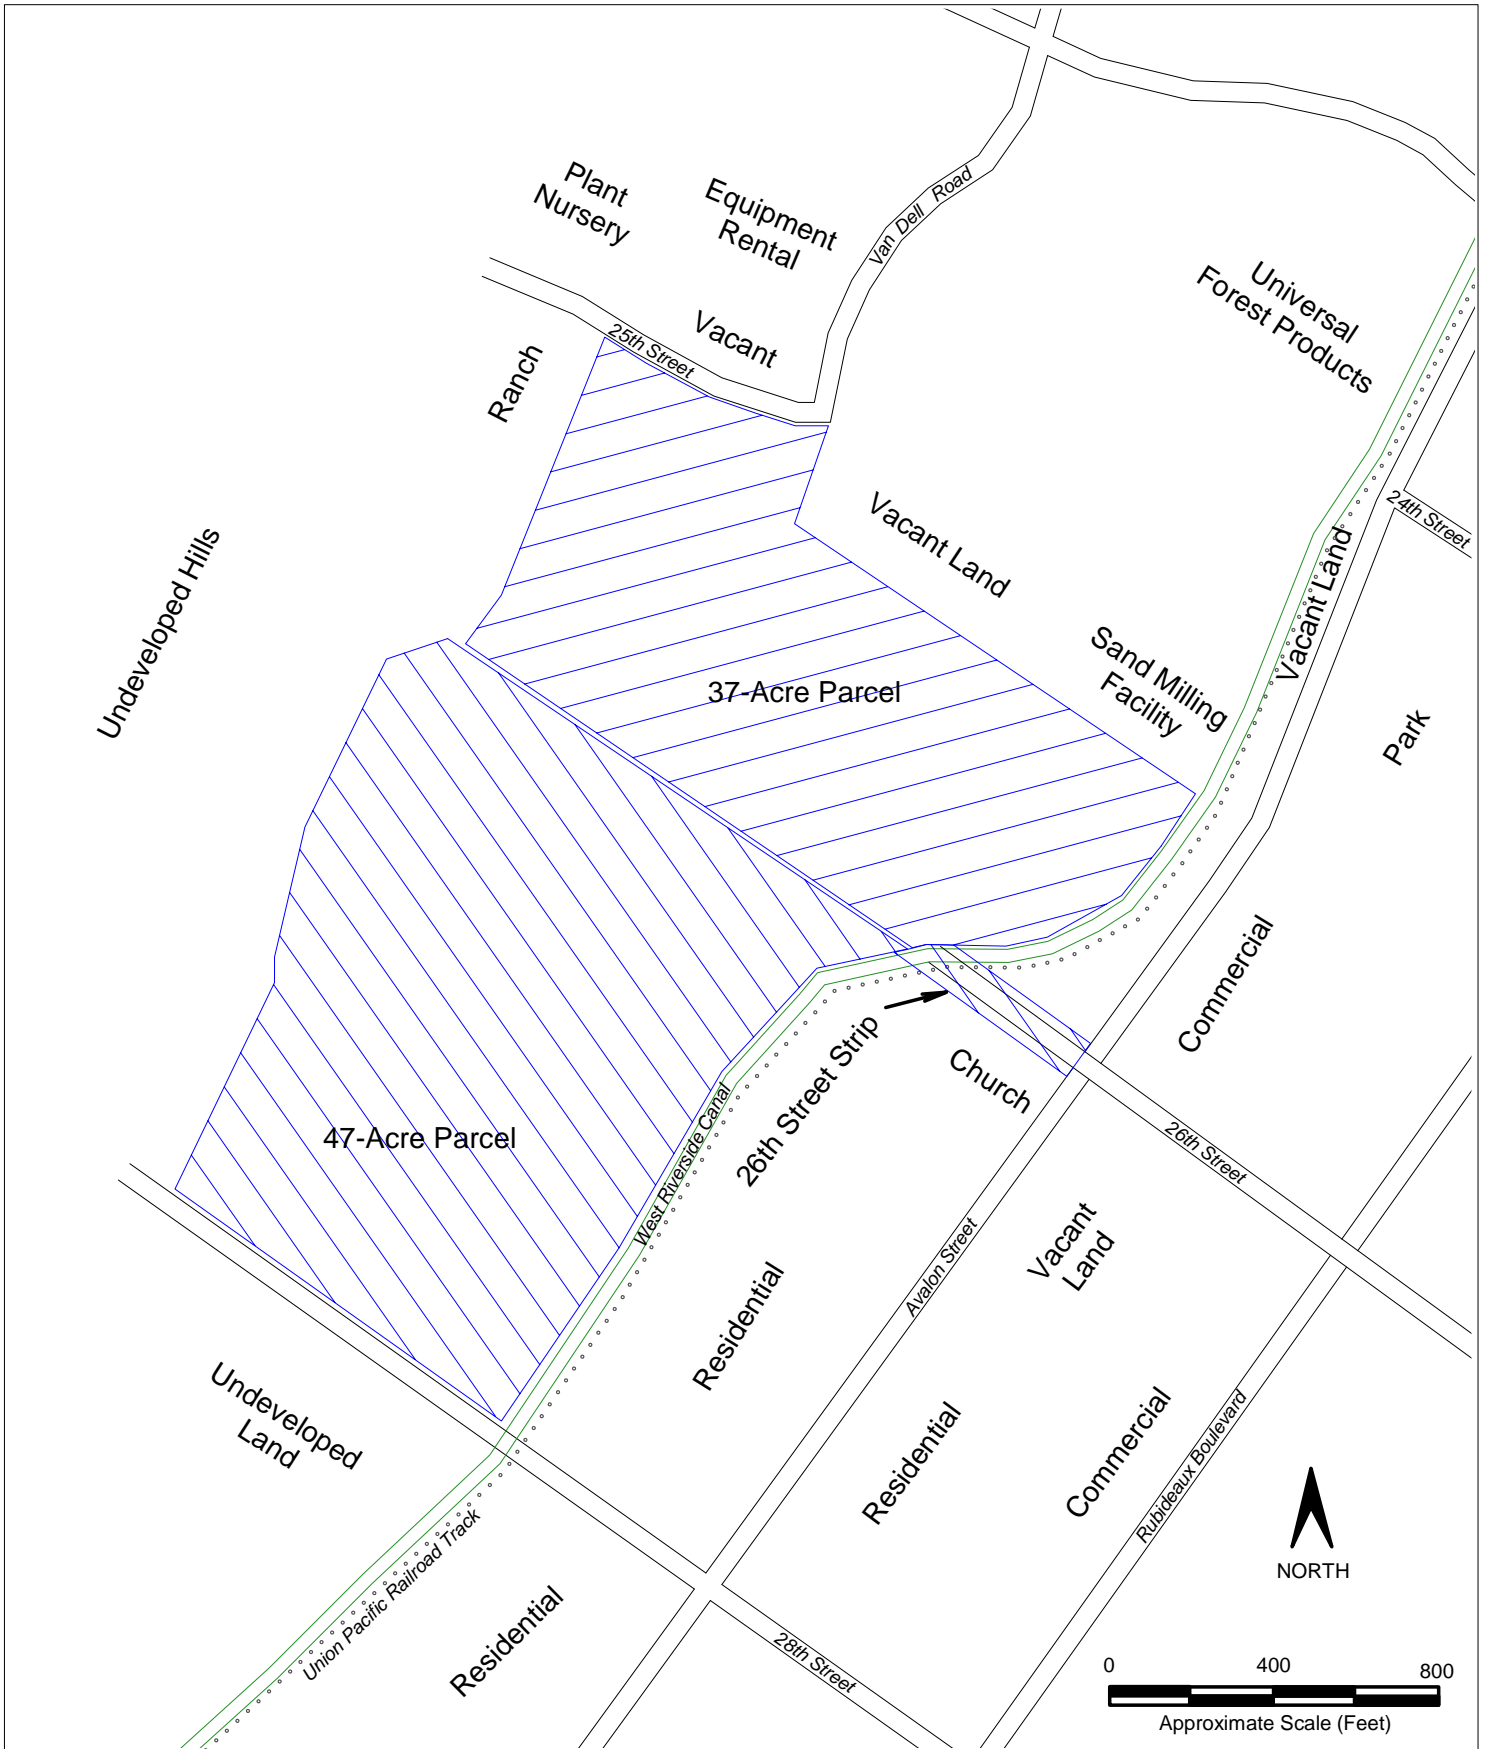 Plant
Nursery
Equipment
Rental
Van Dell Road
Universal
Forest Products
25th Street
Vacant
Ranch
24th Street
Vacant Land
Vacant Land
Undeveloped Hills
Sand Milling
Facility
37-Acre Parcel
Park
Commercial
26th Street Strip
Church
47-Acre Parcel
West Riverside Canal
26th Street
Vacant
Land
Avalon Street
Residential
Undeveloped
Land
Residential
Commercial
Rubideaux Boulevard
Union Pacific Railroad Track
Residential
28th Street
NORTH
0 400 800
Approximate Scale (Feet)